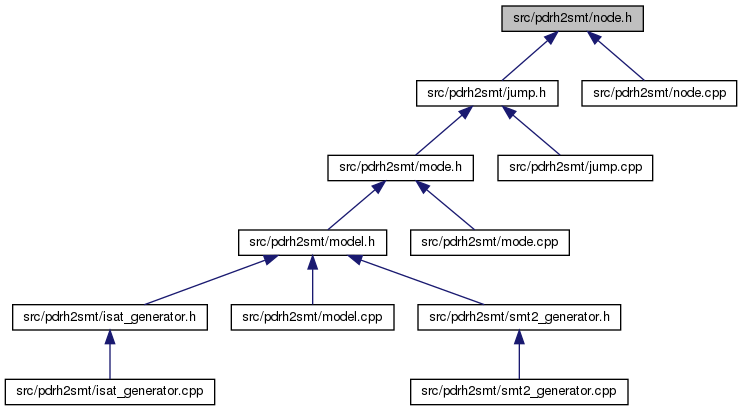 src/pdrh2smt/node.h
src/pdrh2smt/jump.h
src/pdrh2smt/node.cpp
src/pdrh2smt/mode.h
src/pdrh2smt/jump.cpp
src/pdrh2smt/model.h
src/pdrh2smt/mode.cpp
src/pdrh2smt/isat_generator.h
src/pdrh2smt/model.cpp
src/pdrh2smt/smt2_generator.h
src/pdrh2smt/isat_generator.cpp
src/pdrh2smt/smt2_generator.cpp